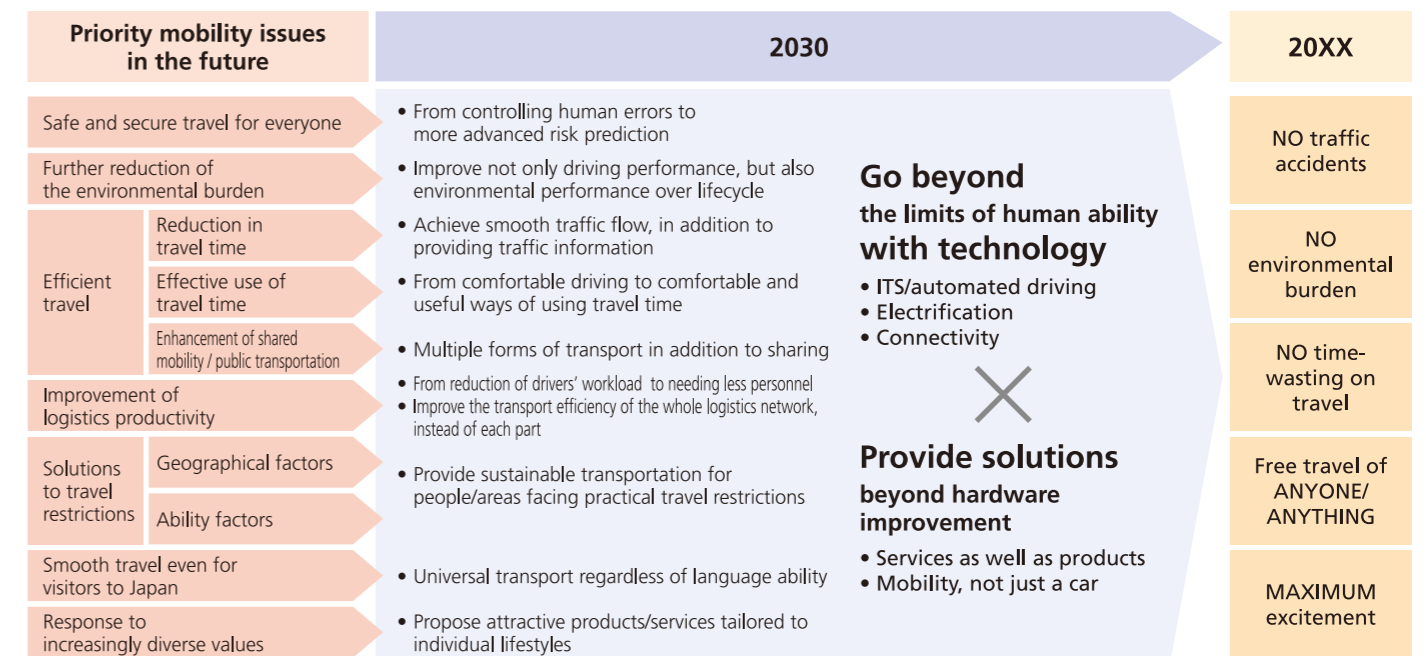 Priority mobility issues
in the future
2030
20XX
Safe and secure travel for everyone
• From controlling human errors to
more advanced risk prediction
Further reduction of
the environmental burden
• Improve not only driving performance, but also
environmental performance over lifecycle
Efficient
travel
Reduction in
travel time
• Achieve smooth traffic flow, in addition to
providing traffic information
Effective use of
travel time
• From comfortable driving to comfortable and
useful ways of using travel time
Enhancement of shared
mobility / public transportation
• Multiple forms of transport in addition to sharing
Improvement of
logistics productivity
• From reduction of drivers’ workload to needing less personnel
• Improve the transport efficiency of the whole logistics network,
instead of each part
Solutions
to travel
restrictions
Geographical factors
Ability factors
• Provide sustainable transportation for
people/areas facing practical travel restrictions
Smooth travel even for
visitors to Japan
• Universal transport regardless of language ability
Response to
increasingly diverse values
• Propose attractive products/services tailored to
individual lifestyles
Go beyond
the limits of human ability
with technology
• ITS/automated driving
• Electrification
• Connectivity
Provide solutions
beyond hardware
improvement
• Services as well as products
• Mobility, not just a car
NO traffic
accidents
NO
environmental
burden
NO time-
wasting on
travel
Free travel of
ANYONE/
ANYTHING
MAXIMUM
excitement